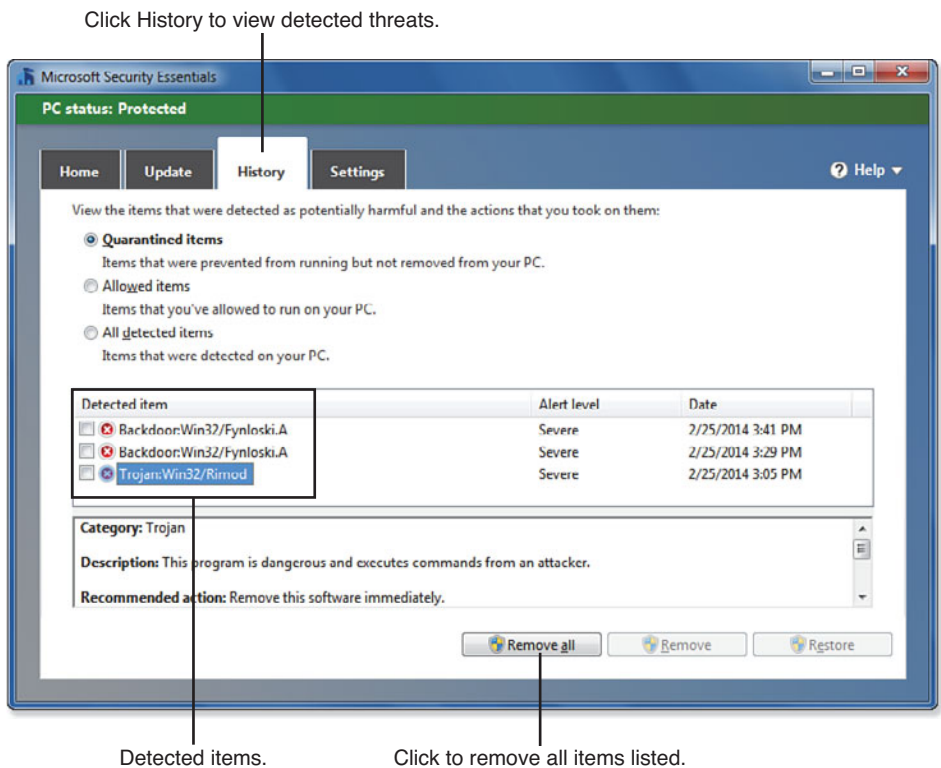 Click History to view detected threats.
Microsoft Security Essentials
PC status: Protected
Home Update History Settings Help
View the items that were detected as potentially harmful and the actions that you took on them:
Quarantined items
Items that were prevented from running but not removed from your PC.
Allowed items
Items that you've allowed to run on your PC.
All detected items
Items that were detected on your PC.
Detected item Alert level Date
Backdoor:Win32/Fynloski.A Severe 2/25/2014 3:41 PM
Backdoor:Win32/Fynloski.A Severe 2/25/2014 3:29 PM
Trojan:Win32/Rimod Severe 2/25/2014 3:05 PM
Category: Trojan
Description: This program is dangerous and executes commands from an attacker.
Recommended action: Remove this software immediately.
Remove all Remove Restore
Detected items. Click to remove all items listed.